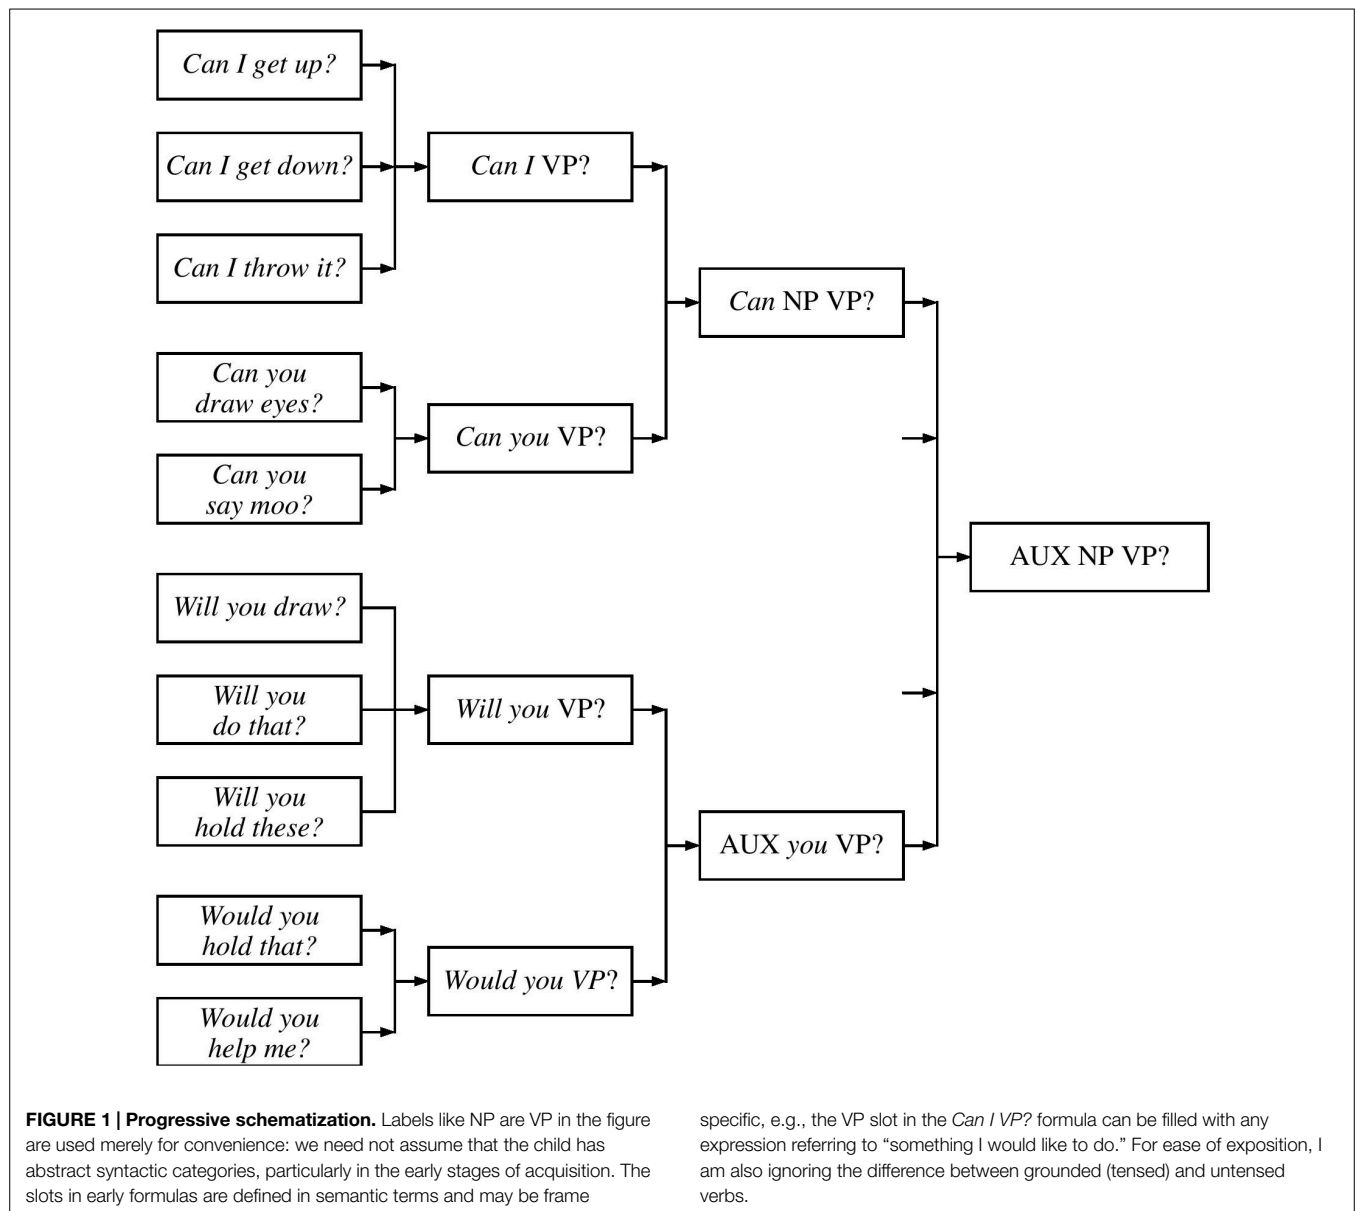 Can I get up?
Can I get down?
Can I throw it?
Can I VP?
Can you
draw eyes?
Can you
say moo?
Can you VP?
Can NP VP?
Will you draw?
Will you
do that?
Will you
hold these?
Will you VP?
Would you
hold that?
Would you
help me?
Would you VP?
AUX you VP?
AUX NP VP?
FIGURE 1 | Progressive schematization. Labels like NP are VP in the figure
are used merely for convenience: we need not assume that the child has
abstract syntactic categories, particularly in the early stages of acquisition. The
slots in early formulas are defined in semantic terms and may be frame
specific, e.g., the VP slot in the Can I VP? formula can be filled with any
expression referring to “something I would like to do.” For ease of exposition, I
am also ignoring the difference between grounded (tensed) and untensed
verbs.